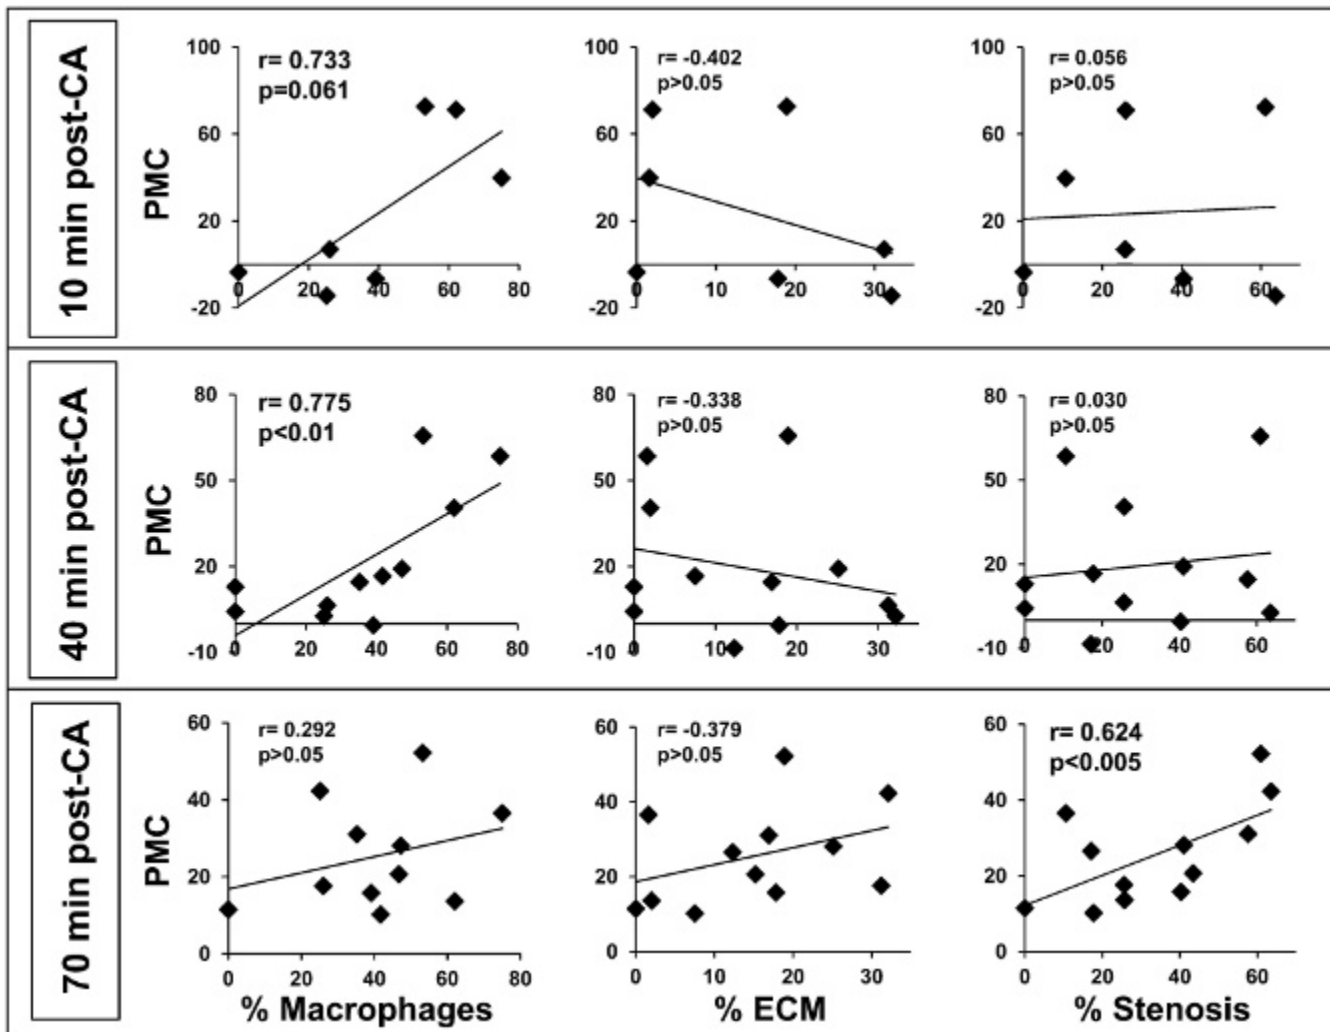 10 min post-CA
PMC
100
60
20
-20
0
20
40
60
80
r= 0.733
p=0.061
0
10
20
30
r= -0.402
p>0.05
100
60
20
-20
0
20
40
60
r= 0.056
p>0.05
100
60
20
-20
40 min post-CA
PMC
80
50
20
-10
0
20
40
60
80
r= 0.775
p<0.01
80
50
20
-10
0
10
20
30
r= -0.338
p>0.05
80
50
20
-10
0
20
40
60
r= 0.030
p>0.05
70 min post-CA
PMC
60
40
20
0
0
20
40
60
80
r= 0.292
p>0.05
% Macrophages
60
40
20
0
0
10
20
30
r= -0.379
p>0.05
% ECM
60
40
20
0
0
20
40
60
r= 0.624
p<0.005
% Stenosis